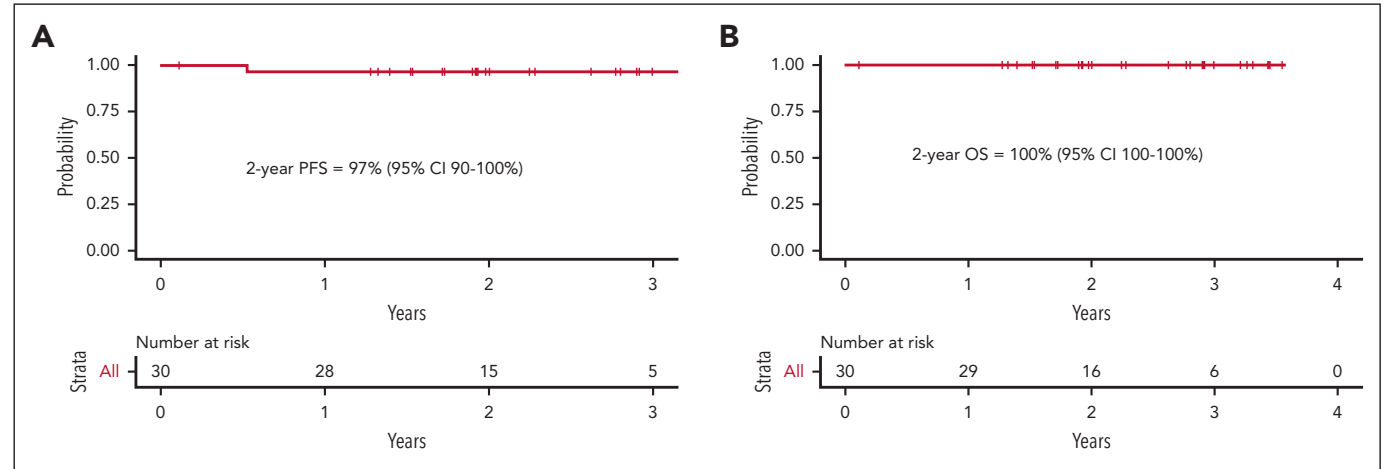 A
1.00
0.75
0.50
0.25
0.00
Probability
2-year PFS = 97% (95% CI 90-100%)
0 1 2 3
Years
Number at risk
Strata
All 30 28 15 5
0 1 2 3
Years
B
1.00
0.75
0.50
0.25
0.00
Probability
2-year OS = 100% (95% CI 100-100%)
0 1 2 3 4
Years
Number at risk
Strata
All 30 29 16 6 0
0 1 2 3 4
Years